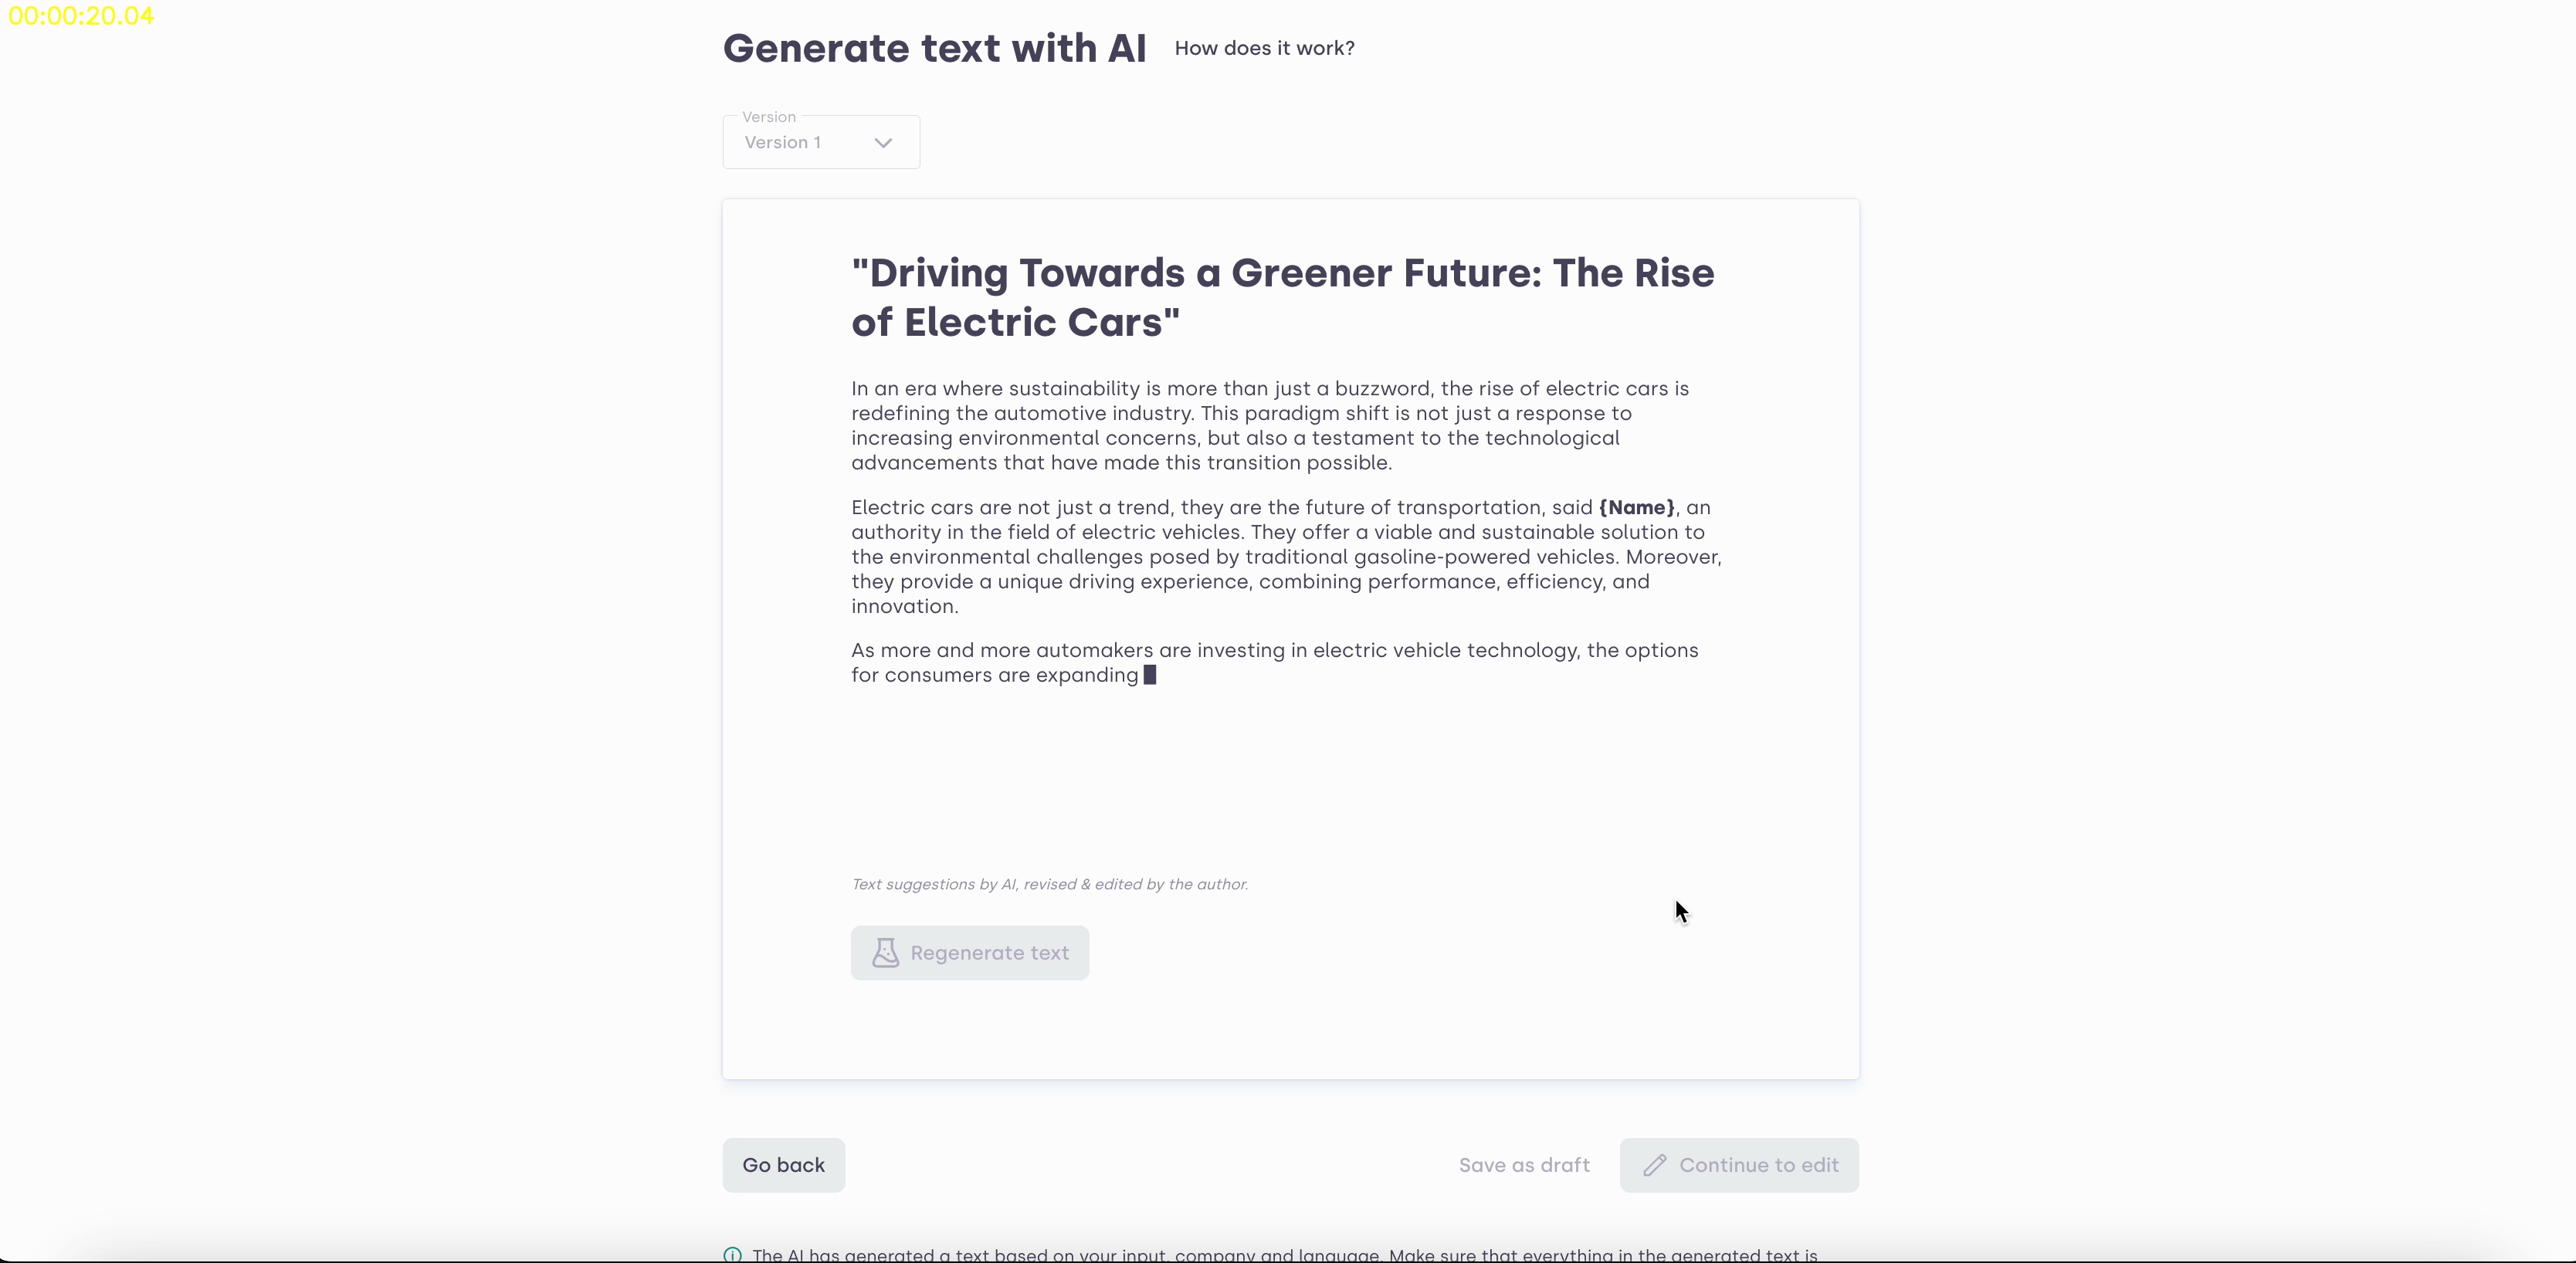 00:00:20.04
Generate text with AI How does it work?
Version
Version 1
"Driving Towards a Greener Future: The Rise
of Electric Cars"
In an era where sustainability is more than just a buzzword, the rise of electric cars is
redefining the automotive industry. This paradigm shift is not just a response to
increasing environmental concerns, but also a testament to the technological
advancements that have made this transition possible.
Electric cars are not just a trend, they are the future of transportation, said {Name}, an
authority in the field of electric vehicles. They offer a viable and sustainable solution to
the environmental challenges posed by traditional gasoline-powered vehicles. Moreover,
they provide a unique driving experience, combining performance, efficiency, and
innovation.
As more and more automakers are investing in electric vehicle technology, the options
for consumers are expanding
Text suggestions by AI, revised & edited by the author.
Regenerate text
Go back Save as draft Continue to edit
The AI has generated a text based on your input, company and language. Make sure that everything in the generated text is